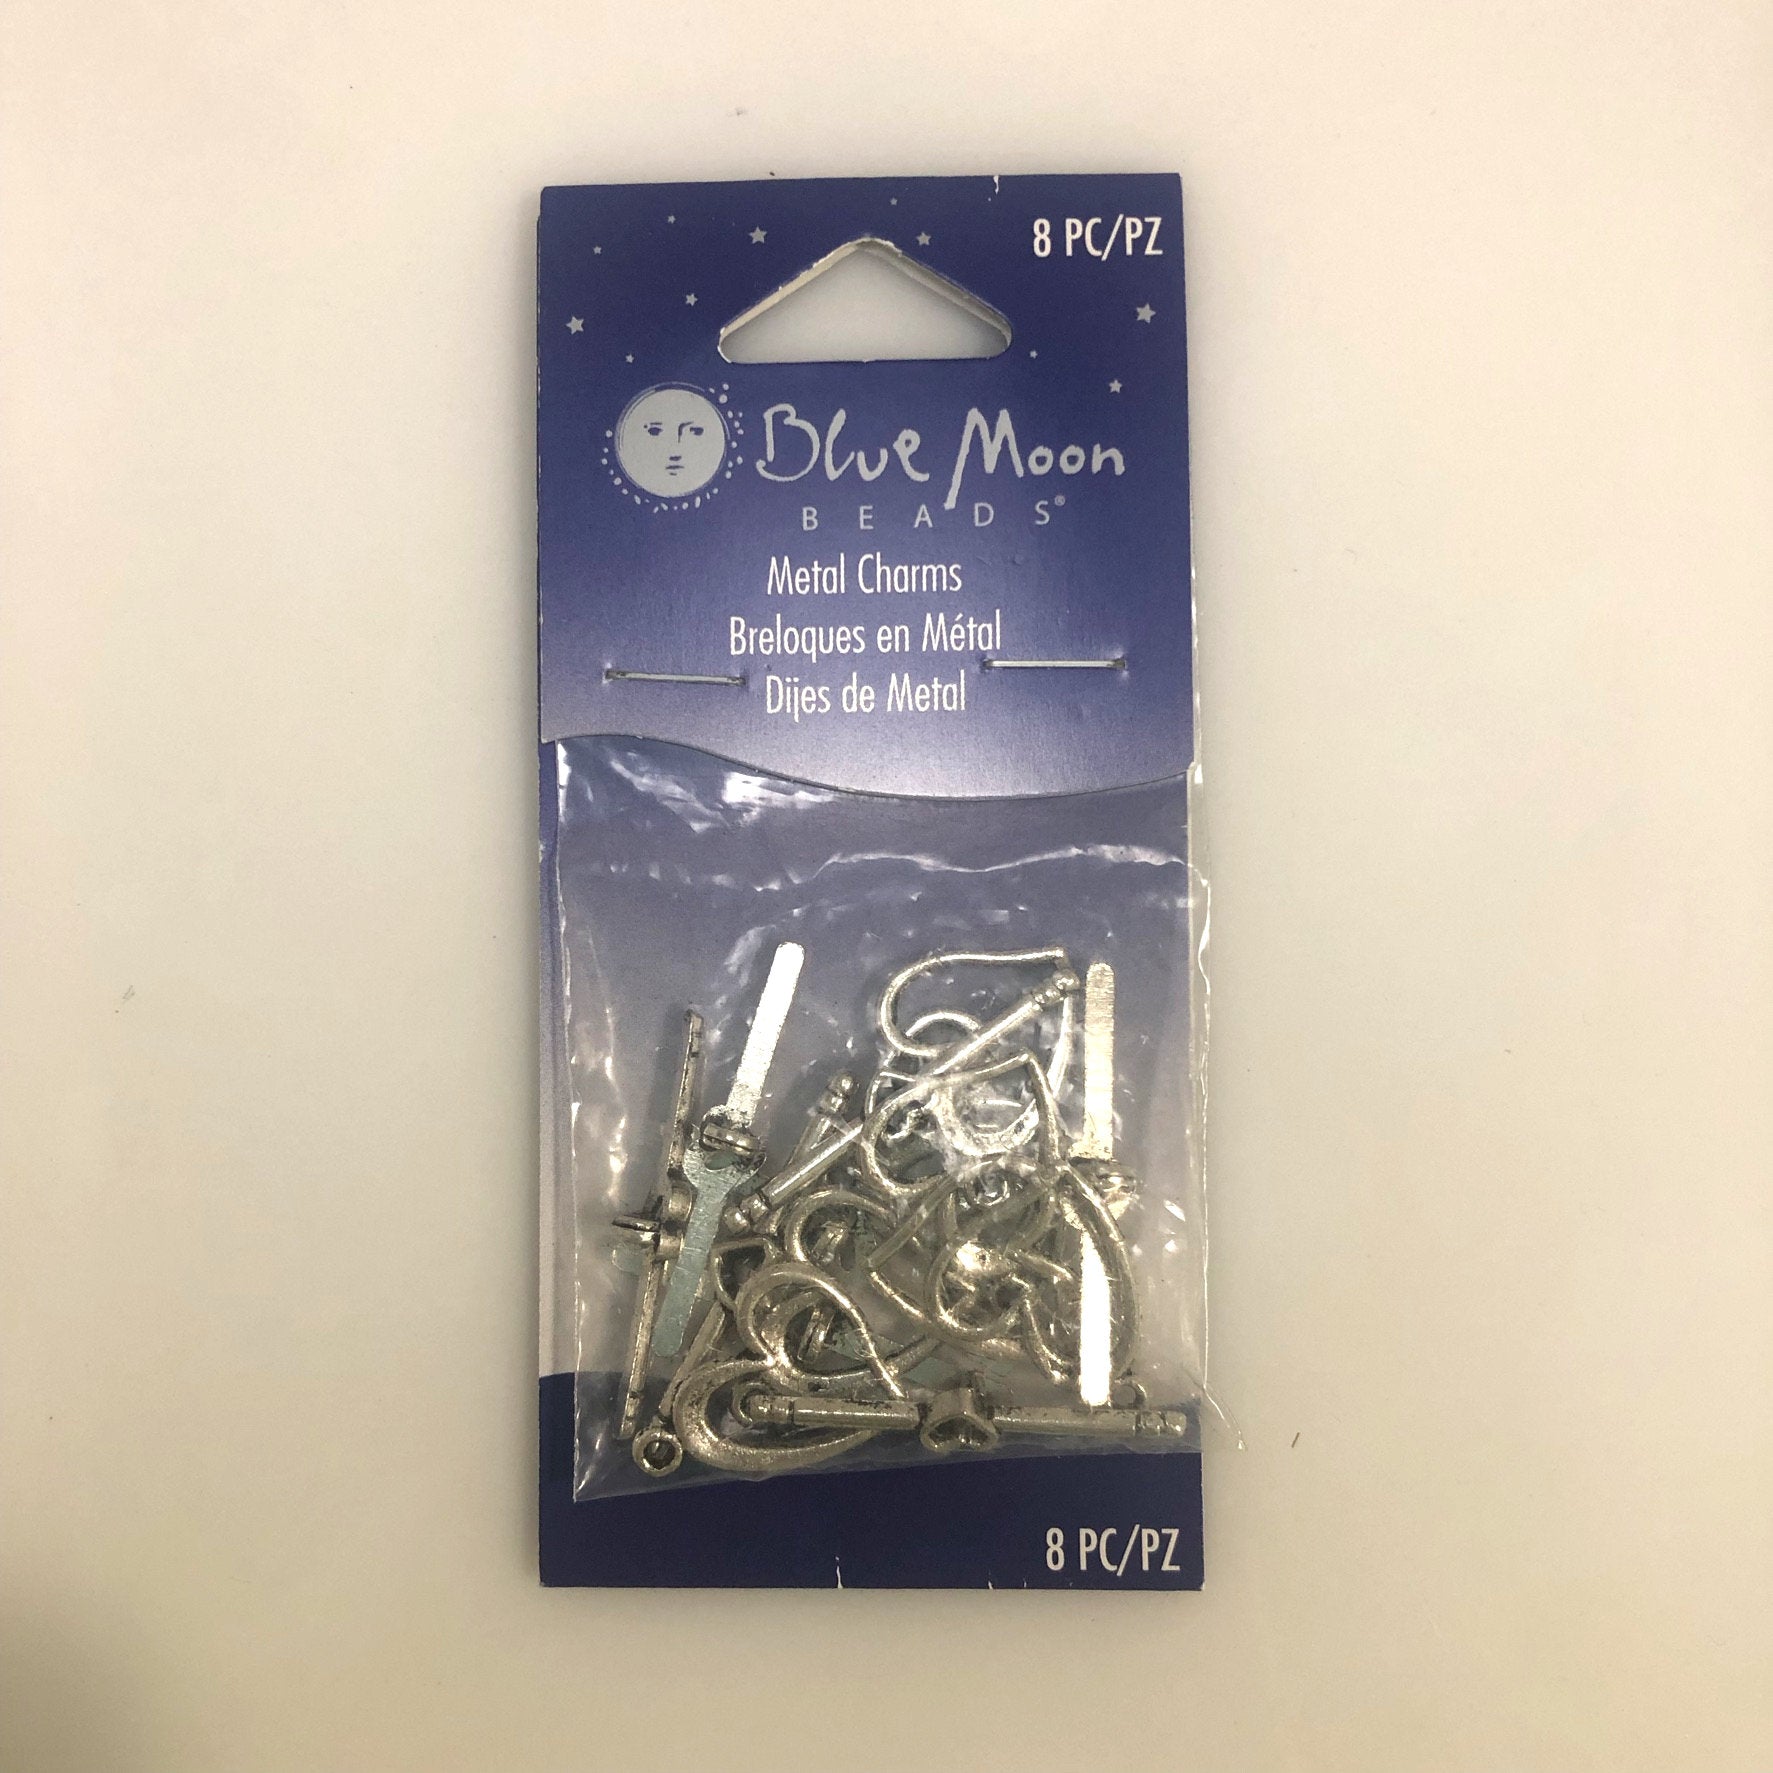 8 PC/PZ
Blue Moon
BEADS®
Metal Charms
Breloques en Métal
Dijes de Metal
8 PC/PZ